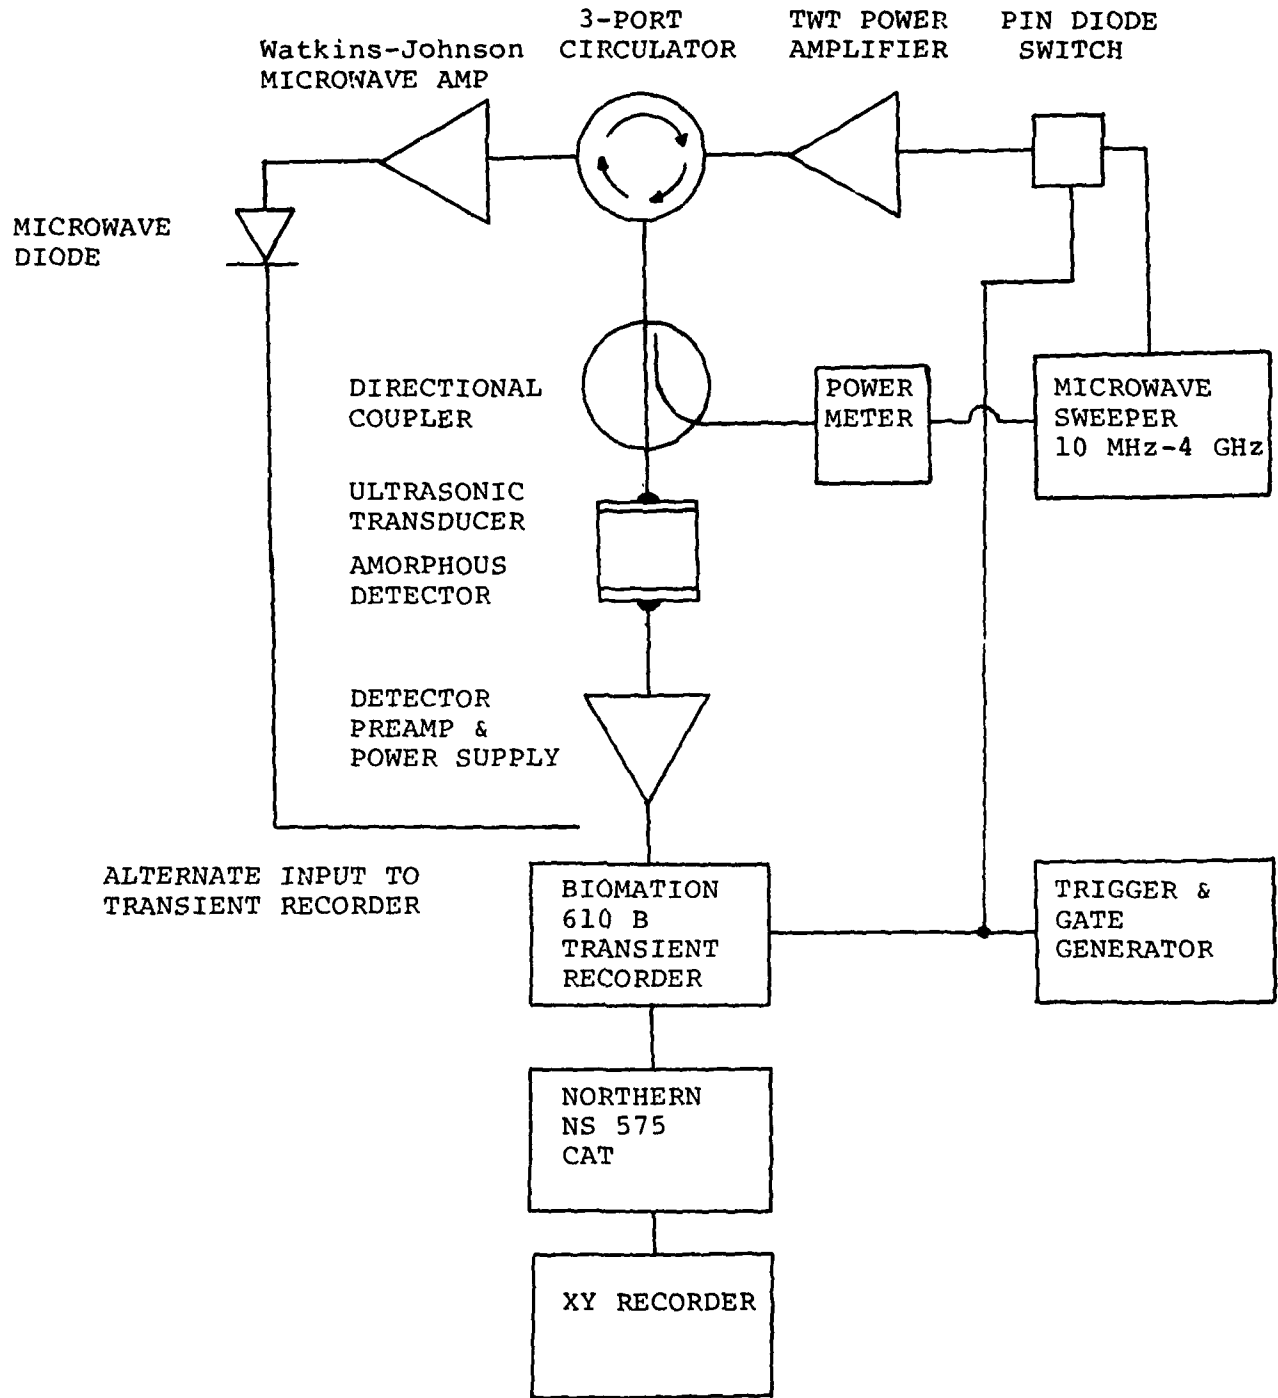 3-PORT
CIRCULATOR
TWT POWER
AMPLIFIER
PIN DIODE
SWITCH
Watkins-Johnson
MICROWAVE AMP
MICROWAVE
DIODE
DIRECTIONAL
COUPLER
POWER
METER
MICROWAVE
SWEEPER
10 MHz-4 GHz
ULTRASONIC
TRANSDUCER
AMORPHOUS
DETECTOR
DETECTOR
PREAMP &
POWER SUPPLY
ALTERNATE INPUT TO
TRANSIENT RECORDER
BIOMATION
610 B
TRANSIENT
RECORDER
TRIGGER &
GATE
GENERATOR
NORTHERN
NS 575
CAT
XY RECORDER